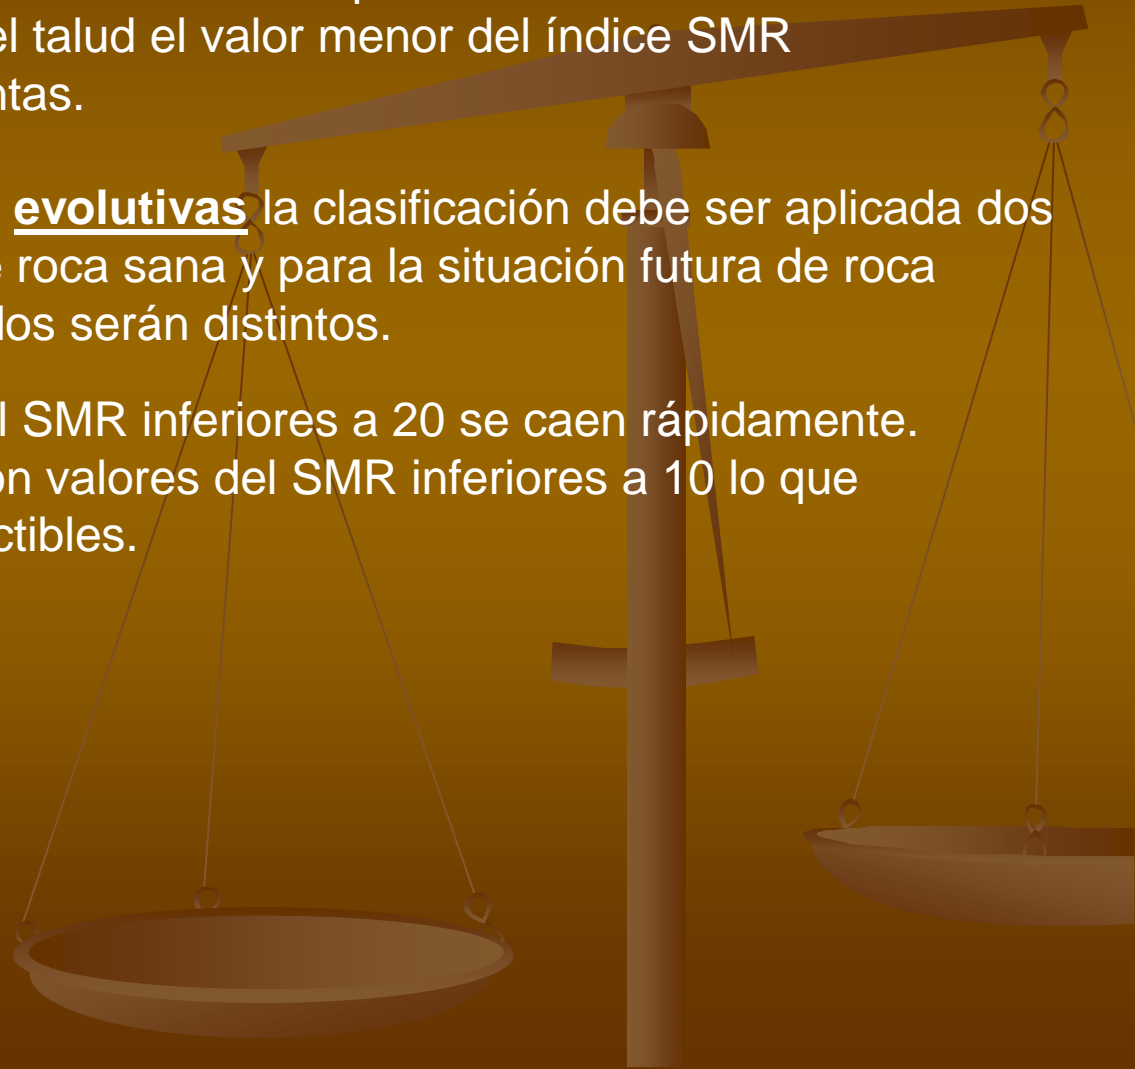 el talud el valor menor del índice SMR
ntas.
evolutivas la clasificación debe ser aplicada dos
e roca sana y para la situación futura de roca
dos serán distintos.
l SMR inferiores a 20 se caen rápidamente.
on valores del SMR inferiores a 10 lo que
ctibles.